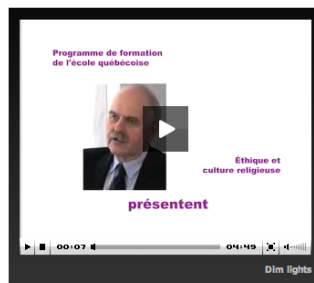 Programme de formation
de l'école québécoise
Éthique et
culture religieuse
présentent
00:07
04:49
Dim lights